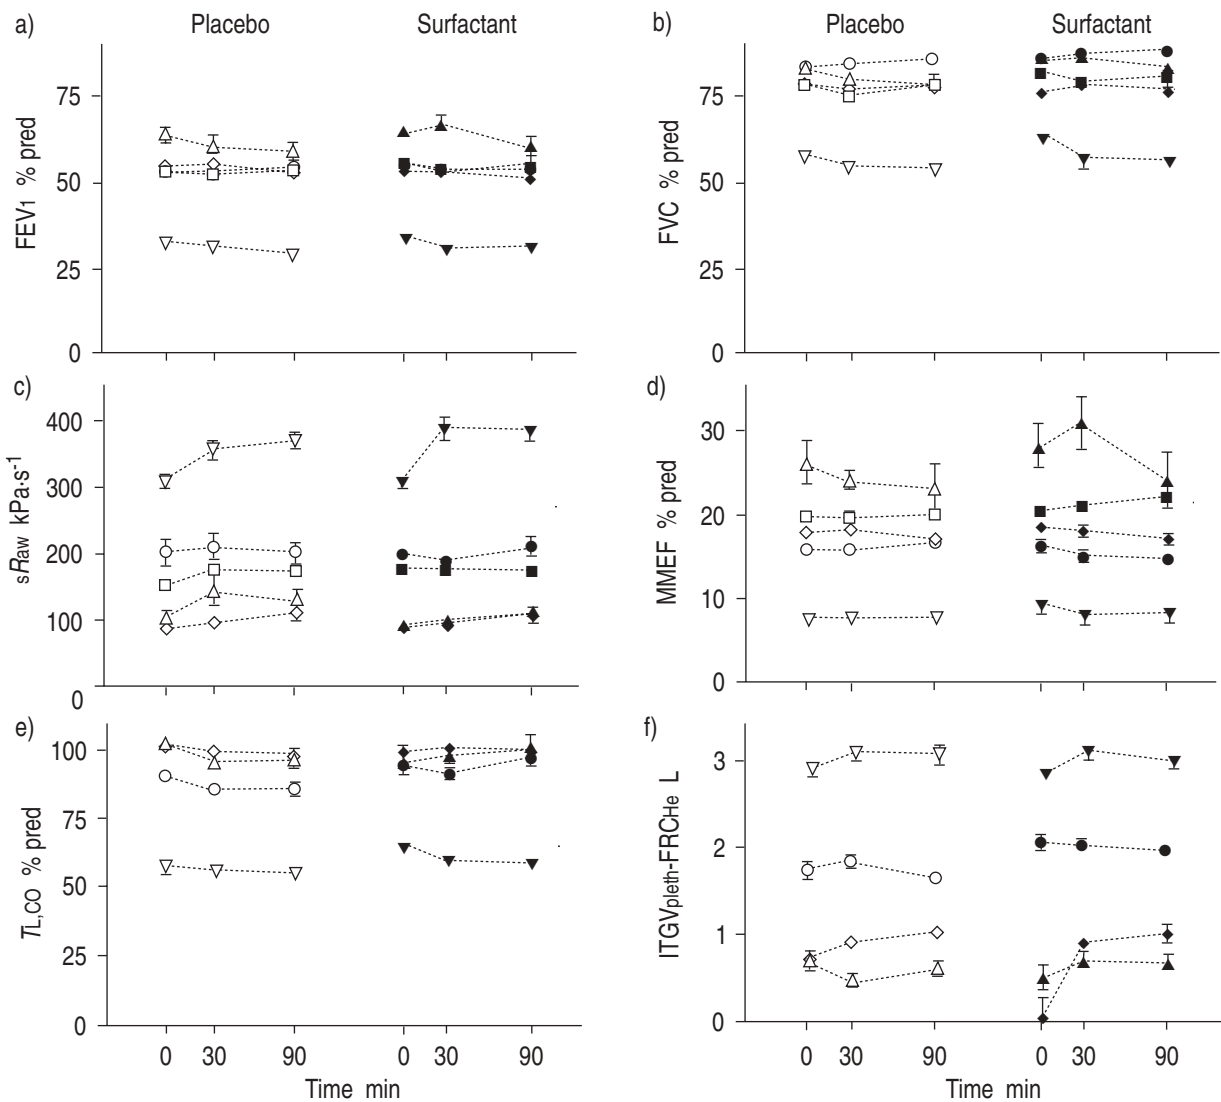 a)
Placebo
Surfactant
FEV1 % pred
75
50
25
0
b)
Placebo
Surfactant
FVC % pred
75
50
25
0
c)
sRaw kPa·s-1
400
300
200
100
0
d)
MMEF % pred
30
20
10
0
e)
TL,CO % pred
100
75
50
25
0
0 30 90 0 30 90
Time min
f)
ITGVpleth-FRCHe L
3
2
1
0
0 30 90 0 30 90
Time min